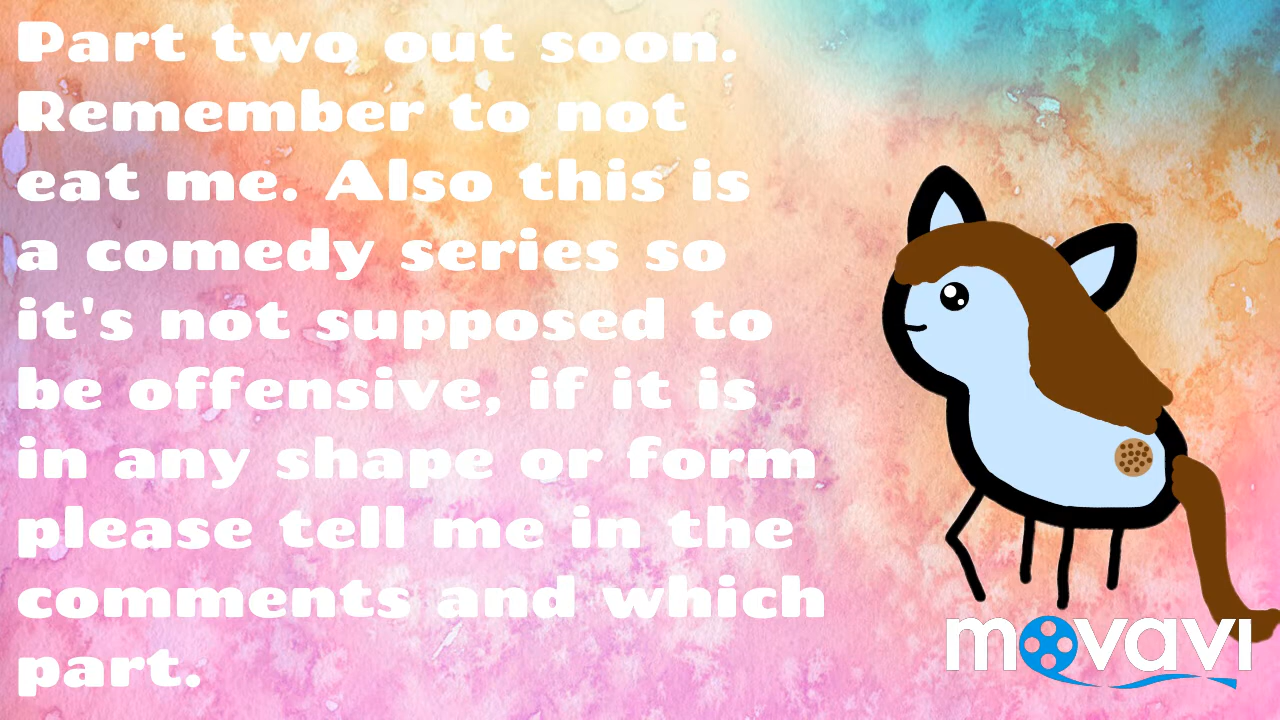 Part two out soon.
Remember to not
eat me. Also this is
a comedy series so
it's not supposed to
be offensive, if it is
in any shape or form
please tell me in the
comments and which
part.
movavi